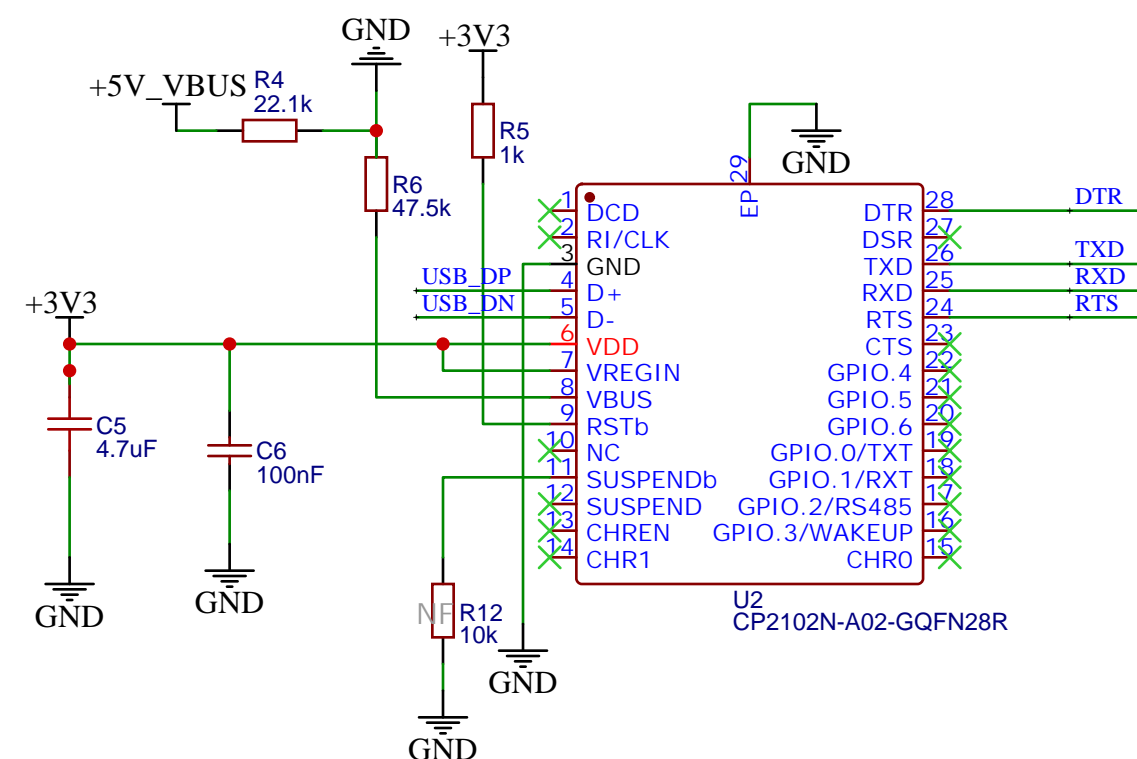 GND
+3V3
+5V_VBUS
R4
22.1k
R5
1k
R6
47.5k
GND
29
EP
1
DCD
2
RI/CLK
3
GND
USB_DP
4
D+
USB_DN
5
D-
+3V3
6
VDD
7
VREGIN
8
VBUS
9
RSTb
10
NC
11
SUSPENDb
12
SUSPEND
13
CHREN
14
CHR1
DTR
28
DTR
DSR
27
TXD
26
TXD
RXD
25
RXD
RTS
24
RTS
CTS
23
GPIO.4
22
GPIO.5
21
GPIO.6
20
GPIO.0/TXT
19
GPIO.1/RXT
18
GPIO.2/RS485
17
GPIO.3/WAKEUP
16
CHR0
15
U2
CP2102N-A02-GQFN28R
C5
4.7uF
C6
100nF
GND
GND
NF
R12
10k
GND
GND